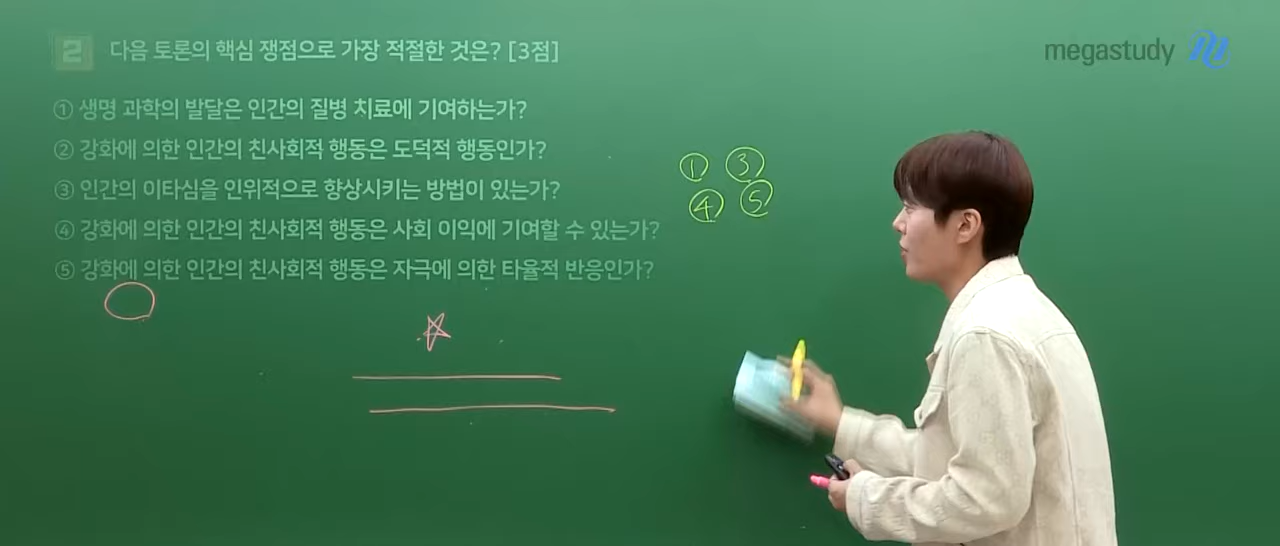 2 다음 토론의 핵심 쟁점으로 가장 적절한 것은? [3점]
megastudy
① 생명 과학의 발달은 인간의 질병 치료에 기여하는가?
② 강화에 의한 인간의 친사회적 행동은 도덕적 행동인가?
③ 인간의 이타심을 인위적으로 향상시키는 방법이 있는가?
④ 강화에 의한 인간의 친사회적 행동은 사회 이익에 기여할 수 있는가?
⑤ 강화에 의한 인간의 친사회적 행동은 자극에 의한 타율적 반응인가?
① ③
④ ⑤